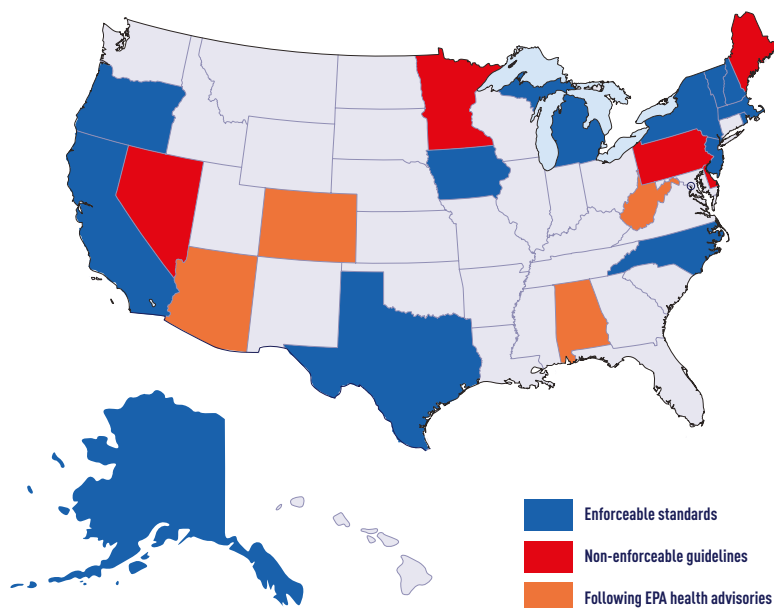 Enforceable standards
Non-enforceable guidelines
Following EPA health advisories